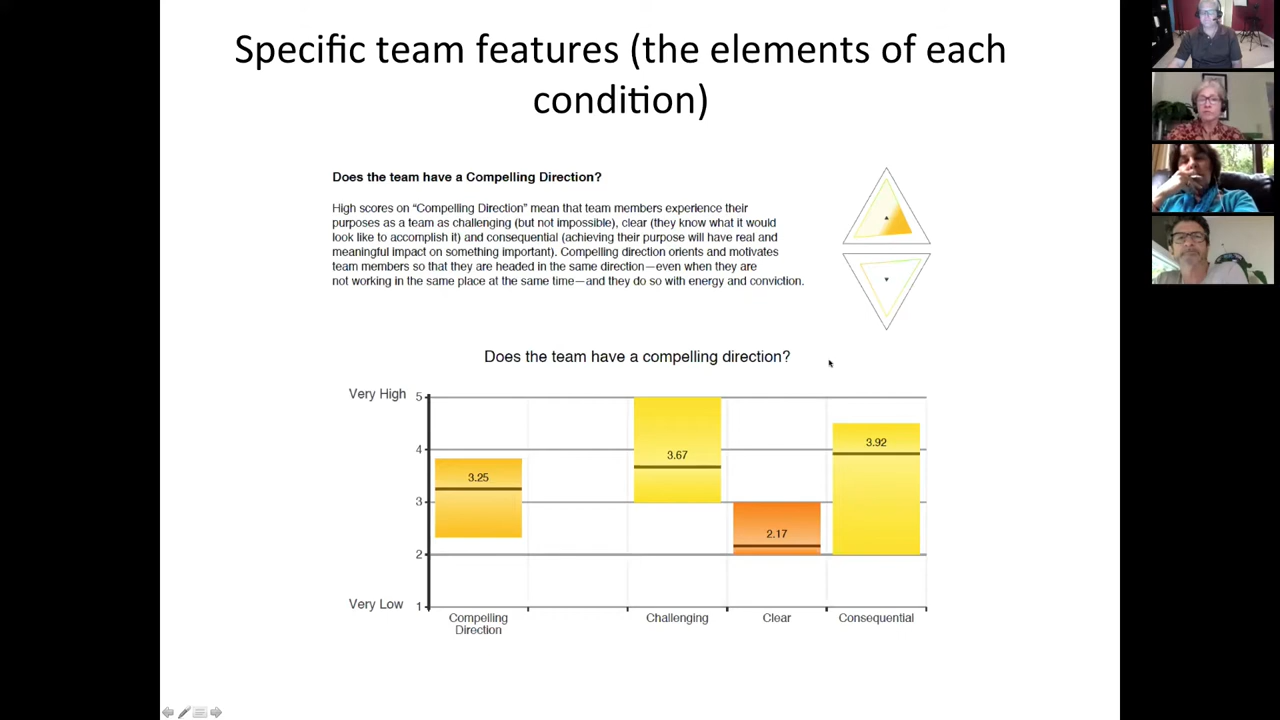 Specific team features (the elements of each
condition)
Does the team have a Compelling Direction?
High scores on “Compelling Direction” mean that team members experience their
purposes as a team as challenging (but not impossible), clear (they know what it would
look like to accomplish it) and consequential (achieving their purpose will have real and
meaningful impact on something important). Compelling direction orients and motivates
team members so that they are headed in the same direction—even when they are
not working in the same place at the same time—and they do so with energy and conviction.
Does the team have a compelling direction?
Very High 5
4
3
2
Very Low 1
3.25
3.67
2.17
3.92
Compelling
Direction
Challenging
Clear
Consequential